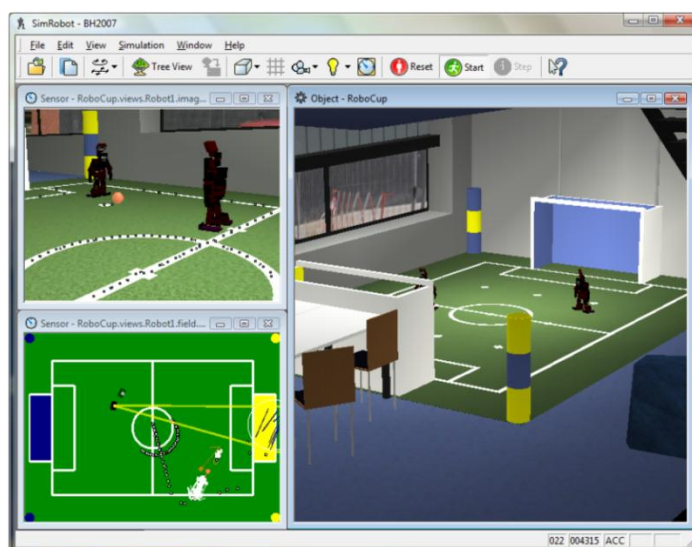 SimRobot - BH2007
File Edit View Simulation Window Help
Tree View Reset Start Step
Sensor - RoboCup.views.Robot1.imag...
Object - RoboCup
Sensor - RoboCup.views.Robot1.field....
022 004315 ACC